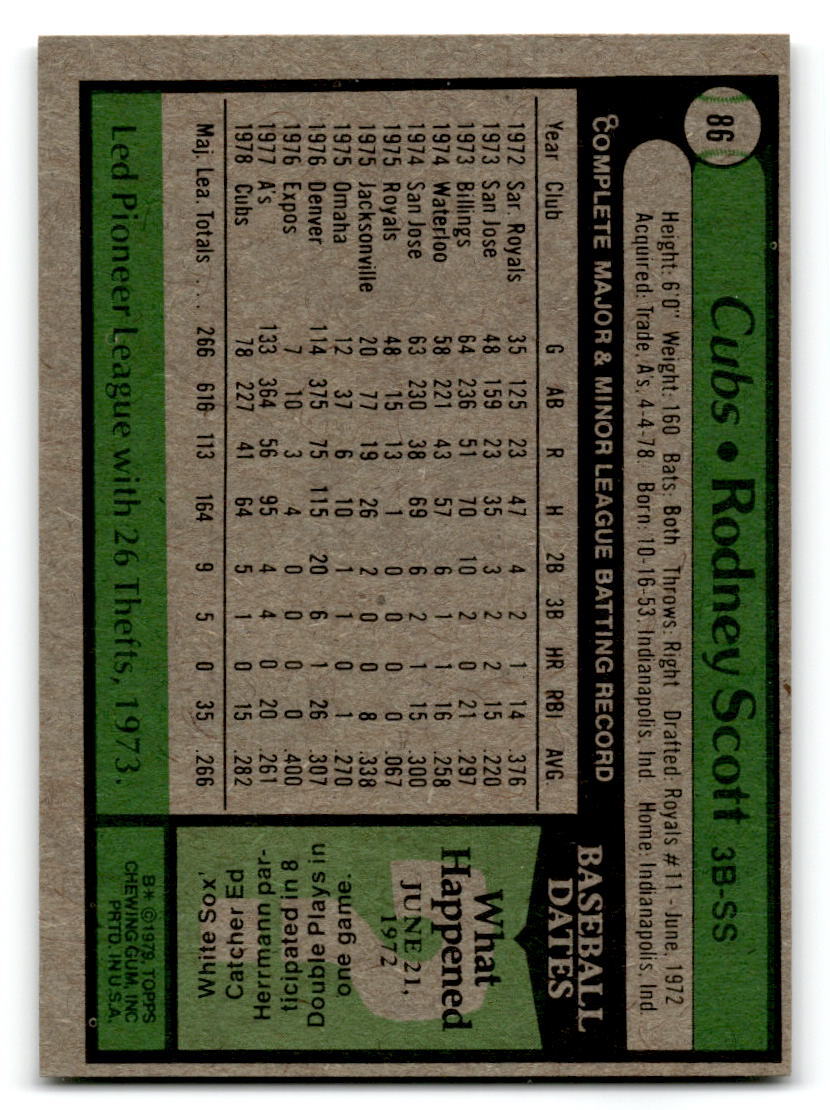 86
Cubs • Rodney Scott 3B-SS
Height: 6'0" Weight: 160 Bats: Both Throws: Right Drafted: Royals #11-June, 1972
Acquired: Trade, A's, 4-4-78. Born: 10-16-53, Indianapolis, Ind Home: Indianapolis, Ind
COMPLETE MAJOR & MINOR LEAGUE BATTING RECORD
Year Club G AB R H 2B 3B HR RBI AVG.
1972 Sar. Royals 35 125 23 47 4 2 1 14 .376
1973 San Jose 48 159 23 35 3 2 2 15 .220
1973 Billings 64 236 51 70 10 2 0 21 .297
1974 Waterloo 58 221 43 57 6 1 1 16 .258
1974 San Jose 63 230 38 69 6 2 1 15 .300
1975 Royals 48 15 13 1 0 0 0 0 .067
1975 Jacksonville 20 77 19 26 2 0 0 8 .338
1975 Omaha 12 37 6 10 1 1 0 1 .270
1976 Denver 114 375 75 115 20 6 1 26 .307
1976 Expos 7 10 3 4 0 0 0 0 .400
1977 A's 133 364 56 95 4 4 0 20 .261
1978 Cubs 78 227 41 64 5 1 0 15 .282
Maj. Lea. Totals . . . 266 616 113 164 9 5 0 35 .266
Led Pioneer League with 26 Thefts, 1973.
BASEBALL
DATES
What
Happened
JUNE 21,
1972
White Sox'
Catcher Ed
Herrmann par-
ticipated in 8
Double Plays in
one game.
B* © 1979, TOPPS
CHEWING GUM, INC
PRTD. IN U.S.A.